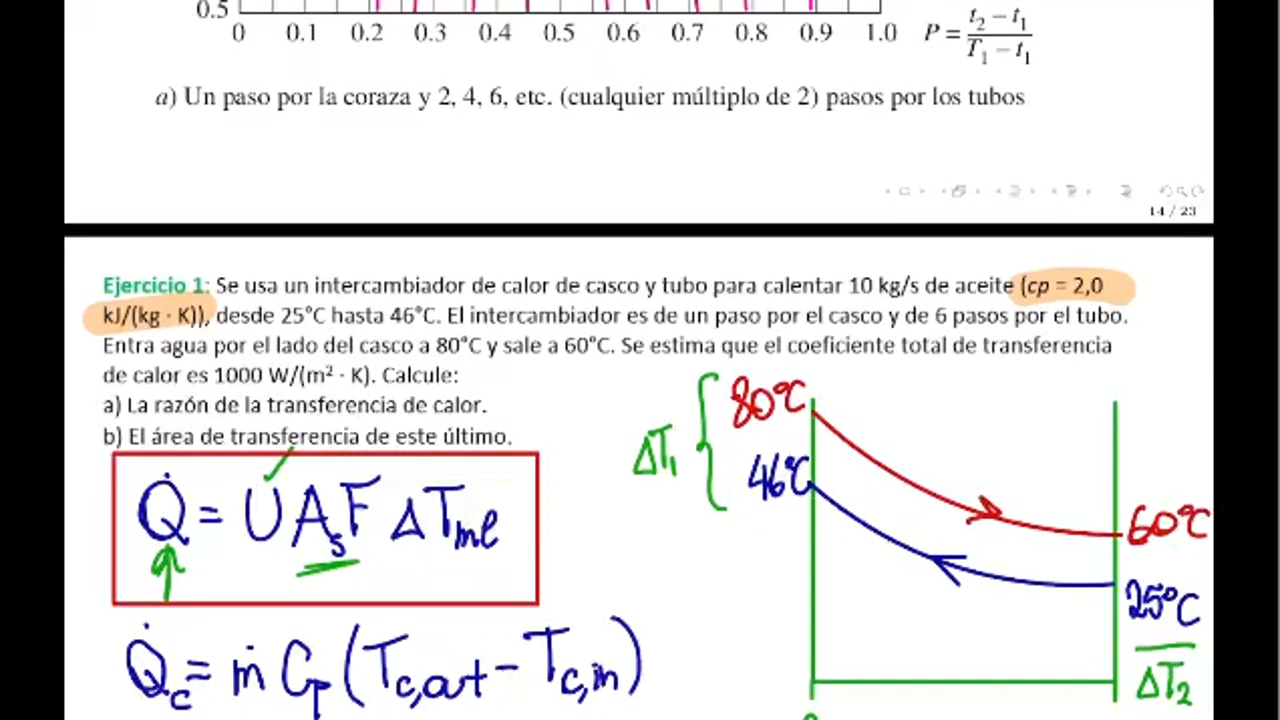 0.5
0 0.1 0.2 0.3 0.4 0.5 0.6 0.7 0.8 0.9 1.0 P = t₂ – t₁ / T₁ – t₁
a) Un paso por la coraza y 2, 4, 6, etc. (cualquier múltiplo de 2) pasos por los tubos
14 / 23
Ejercicio 1: Se usa un intercambiador de calor de casco y tubo para calentar 10 kg/s de aceite (cp = 2,0
kJ/(kg · K)), desde 25°C hasta 46°C. El intercambiador es de un paso por el casco y de 6 pasos por el tubo.
Entra agua por el lado del casco a 80°C y sale a 60°C. Se estima que el coeficiente total de transferencia
de calor es 1000 W/(m² · K). Calcule:
a) La razón de la transferencia de calor.
b) El área de transferencia de este último.
Q̇ = U Aₛ F ΔTml
Q̇c = ṁ Cp (Tc,out – Tc,in)
ΔT₁
80°C
46°C
60°C
25°C
ΔT₂